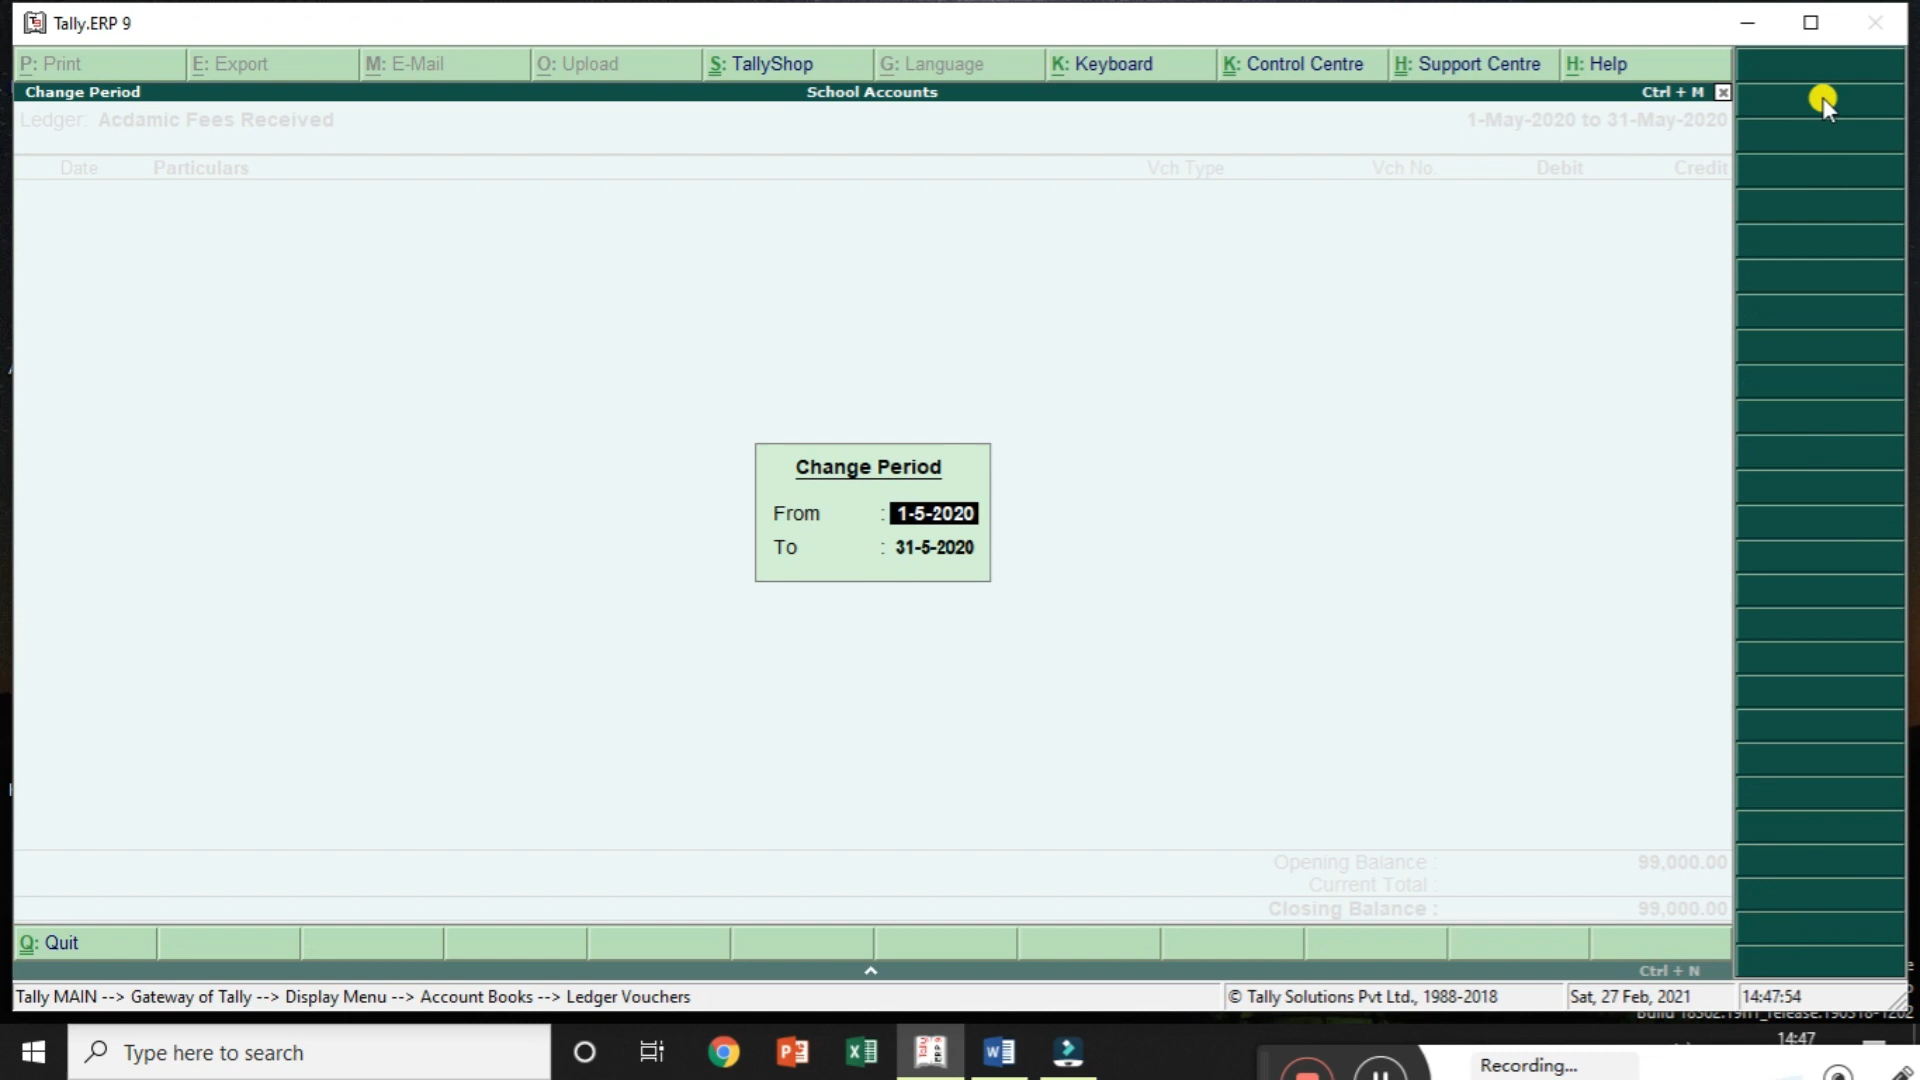 Tally.ERP 9
P: Print E: Export M: E-Mail O: Upload S: TallyShop G: Language K: Keyboard K: Control Centre H: Support Centre H: Help
Change Period School Accounts Ctrl + M
Ledger: Acdamic Fees Received 1-May-2020 to 31-May-2020
Date Particulars Vch Type Vch No. Debit Credit
Change Period
From : 1-5-2020
To : 31-5-2020
Opening Balance : 99,000.00
Current Total :
Closing Balance : 99,000.00
Q: Quit
Ctrl + N
Tally MAIN --> Gateway of Tally --> Display Menu --> Account Books --> Ledger Vouchers © Tally Solutions Pvt Ltd., 1988-2018 Sat, 27 Feb, 2021 14:47:54
Type here to search
14:47
Recording...